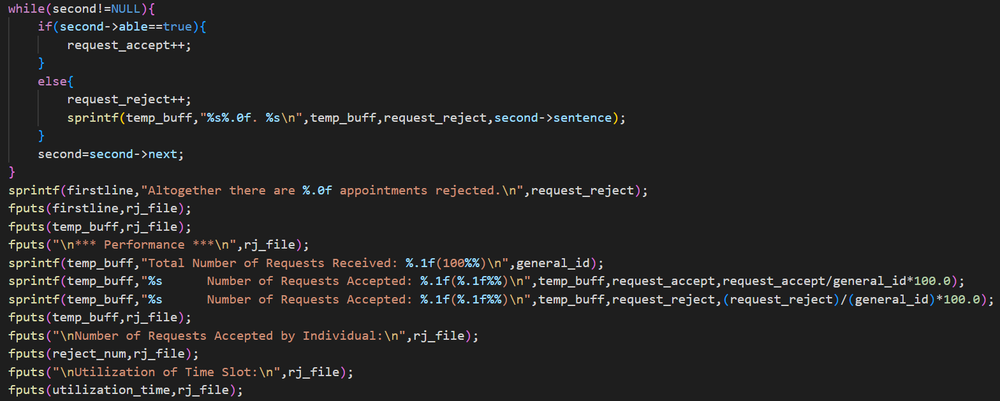 while(second!=NULL){
    if(second->able==true){
        request_accept++;
    }
    else{
        request_reject++;
        sprintf(temp_buff,"%s%.0f. %s\n",temp_buff,request_reject,second->sentence);
    }
    second=second->next;
}
sprintf(firstline,"Altogether there are %.0f appointments rejected.\n",request_reject);
fputs(firstline,rj_file);
fputs(temp_buff,rj_file);
fputs("\n*** Performance ***\n",rj_file);
sprintf(temp_buff,"Total Number of Requests Received: %.1f(100%%)\n",general_id);
sprintf(temp_buff,"%s      Number of Requests Accepted: %.1f(%.1f%%)\n",temp_buff,request_accept,request_accept/general_id*100.0);
sprintf(temp_buff,"%s      Number of Requests Accepted: %.1f(%.1f%%)\n",temp_buff,request_reject,(request_reject)/(general_id)*100.0);
fputs(temp_buff,rj_file);
fputs("\nNumber of Requests Accepted by Individual:\n",rj_file);
fputs(reject_num,rj_file);
fputs("\nUtilization of Time Slot:\n",rj_file);
fputs(utilization_time,rj_file);